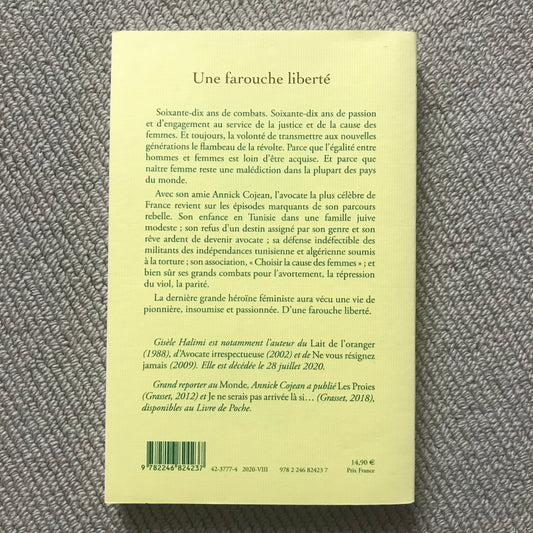 Une farouche liberté
Soixante-dix ans de combats. Soixante-dix ans de passion
et d'engagement au service de la justice et de la cause des
femmes. Et toujours, la volonté de transmettre aux nouvelles
générations le flambeau de la révolte. Parce que l'égalité entre
hommes et femmes est loin d'être acquise. Et parce que
naître femme reste une malédiction dans la plupart des pays
du monde.
Avec son amie Annick Cojean, l'avocate la plus célèbre de
France revient sur les épisodes marquants de son parcours
rebelle. Son enfance en Tunisie dans une famille juive
modeste ; son refus d'un destin assigné par son genre et son
rêve ardent de devenir avocate ; sa défense indéfectible des
militants des indépendances tunisienne et algérienne soumis
à la torture ; son association, « Choisir la cause des femmes » ; et
bien sûr ses grands combats pour l'avortement, la répression
du viol, la parité.
La dernière grande héroïne féministe aura vécu une vie de
pionnière, insoumise et passionnée. D'une farouche liberté.
Gisèle Halimi est notamment l'auteur du Lait de l'oranger
(1988), d'Avocate irrespectueuse (2002) et de Ne vous résignez
jamais (2009). Elle est décédée le 28 juillet 2020.
Grand reporter au Monde, Annick Cojean a publié Les Proies
(Grasset, 2012) et Je ne serais pas arrivée là si… (Grasset, 2018),
disponibles au Livre de Poche.
9 782246 824237
42-3777-4 2020-VIII 978 2 246 82423 7
14,90 €
Prix France